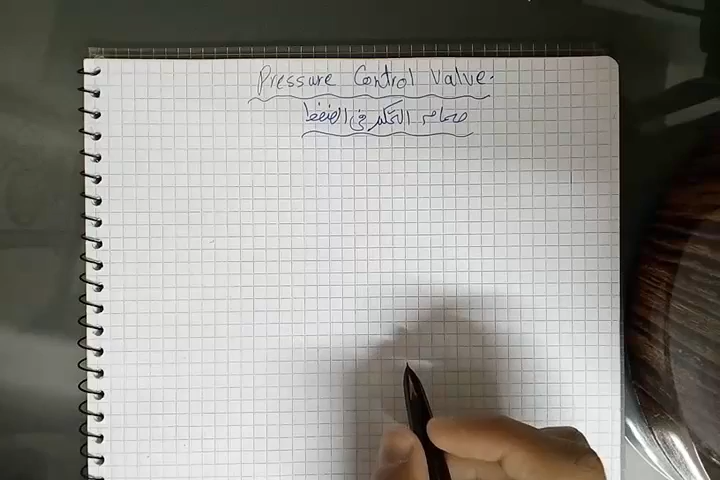 Pressure Control Valve.
صمام التحكم في الضغط